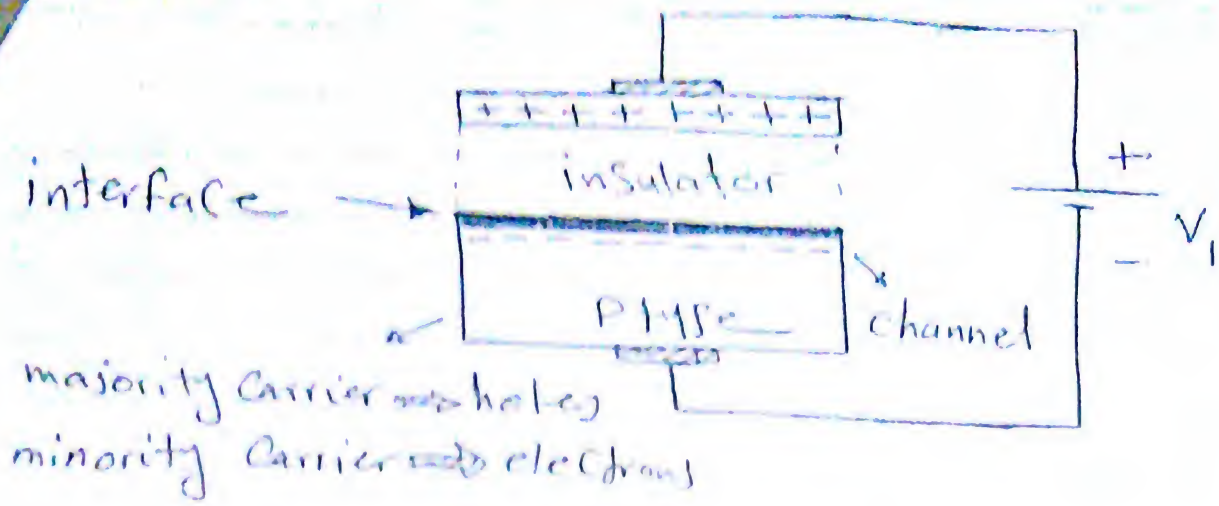 + + + + + + + +
insulator
interface
+
V1
-
P type
channel
majority carrier → holes
minority carrier → electrons